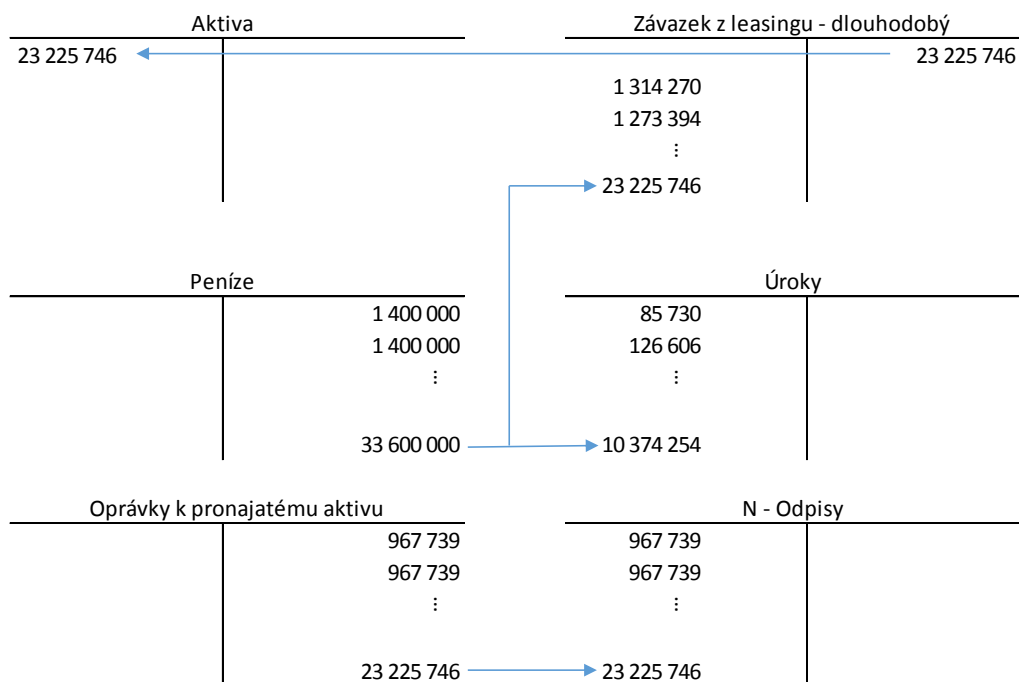 Aktiva
Závazek z leasingu - dlouhodobý
23 225 746
23 225 746
1 314 270
1 273 394
⋮
23 225 746
Peníze
Úroky
1 400 000
85 730
1 400 000
126 606
⋮
⋮
33 600 000
10 374 254
Oprávky k pronajatému aktivu
N - Odpisy
967 739
967 739
967 739
967 739
⋮
⋮
23 225 746
23 225 746